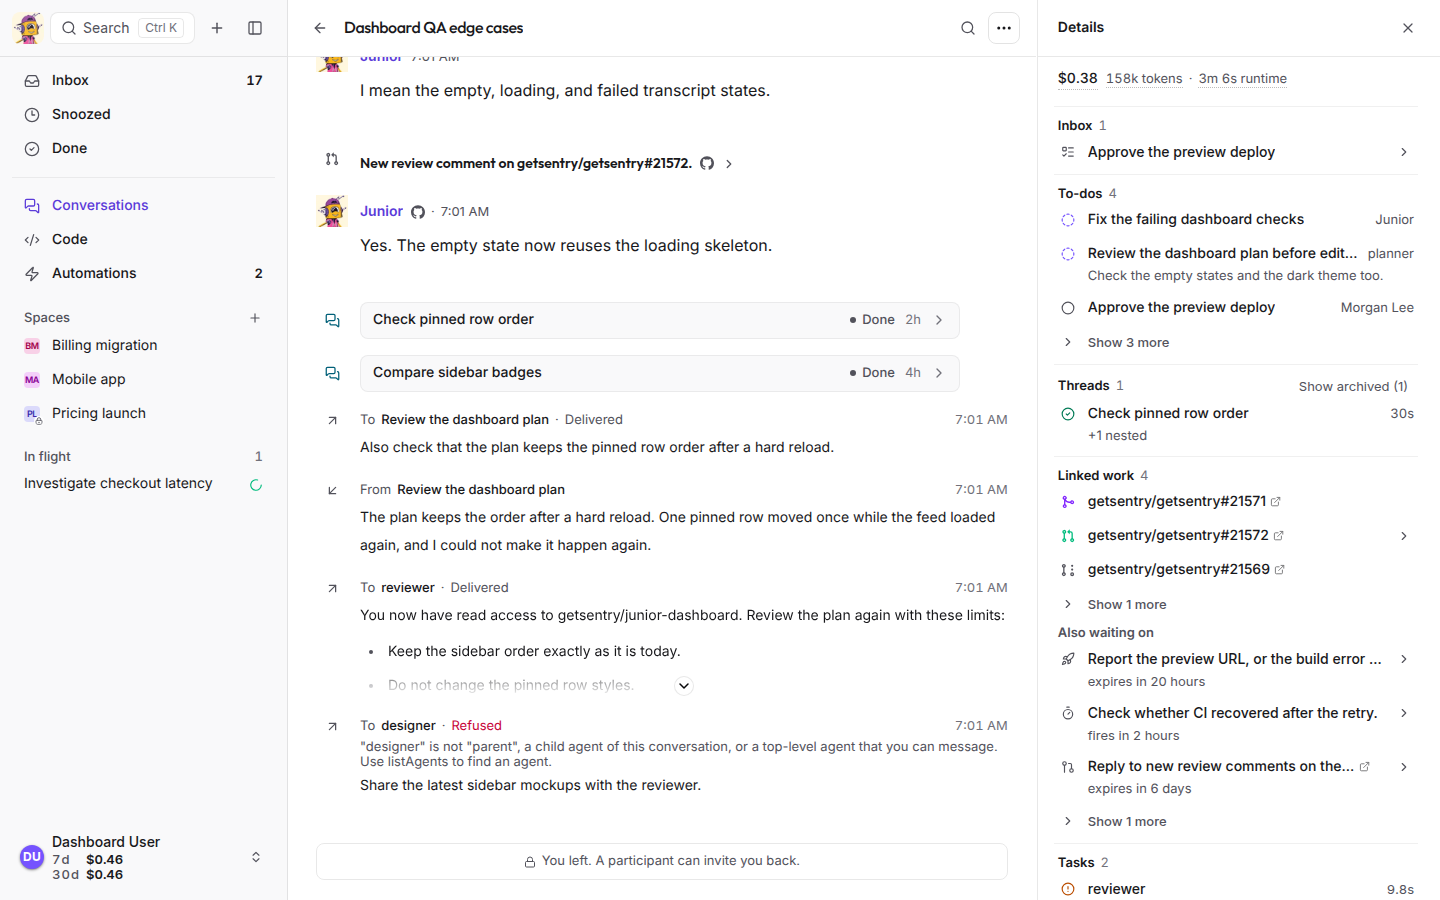 Search Ctrl K
Inbox 17
Snoozed
Done
Conversations
Code
Automations 2
Spaces
BM Billing migration
MA Mobile app
PL Pricing launch
In flight 1
Investigate checkout latency
DU Dashboard User
7d $0.46
30d $0.46
Dashboard QA edge cases
Junior 7:01 AM
I mean the empty, loading, and failed transcript states.
New review comment on getsentry/getsentry#21572.
Junior · 7:01 AM
Yes. The empty state now reuses the loading skeleton.
Check pinned row order Done 2h
Compare sidebar badges Done 4h
To Review the dashboard plan · Delivered 7:01 AM
Also check that the plan keeps the pinned row order after a hard reload.
From Review the dashboard plan 7:01 AM
The plan keeps the order after a hard reload. One pinned row moved once while the feed loaded
again, and I could not make it happen again.
To reviewer · Delivered 7:01 AM
You now have read access to getsentry/junior-dashboard. Review the plan again with these limits:
• Keep the sidebar order exactly as it is today.
• Do not change the pinned row styles.
To designer · Refused 7:01 AM
"designer" is not "parent", a child agent of this conversation, or a top-level agent that you can message.
Use listAgents to find an agent.
Share the latest sidebar mockups with the reviewer.
You left. A participant can invite you back.
Details
$0.38 158k tokens · 3m 6s runtime
Inbox 1
Approve the preview deploy
To-dos 4
Fix the failing dashboard checks Junior
Review the dashboard plan before edit... planner
Check the empty states and the dark theme too.
Approve the preview deploy Morgan Lee
Show 3 more
Threads 1 Show archived (1)
Check pinned row order 30s
+1 nested
Linked work 4
getsentry/getsentry#21571
getsentry/getsentry#21572
getsentry/getsentry#21569
Show 1 more
Also waiting on
Report the preview URL, or the build error ...
expires in 20 hours
Check whether CI recovered after the retry.
fires in 2 hours
Reply to new review comments on the...
expires in 6 days
Show 1 more
Tasks 2
reviewer 9.8s